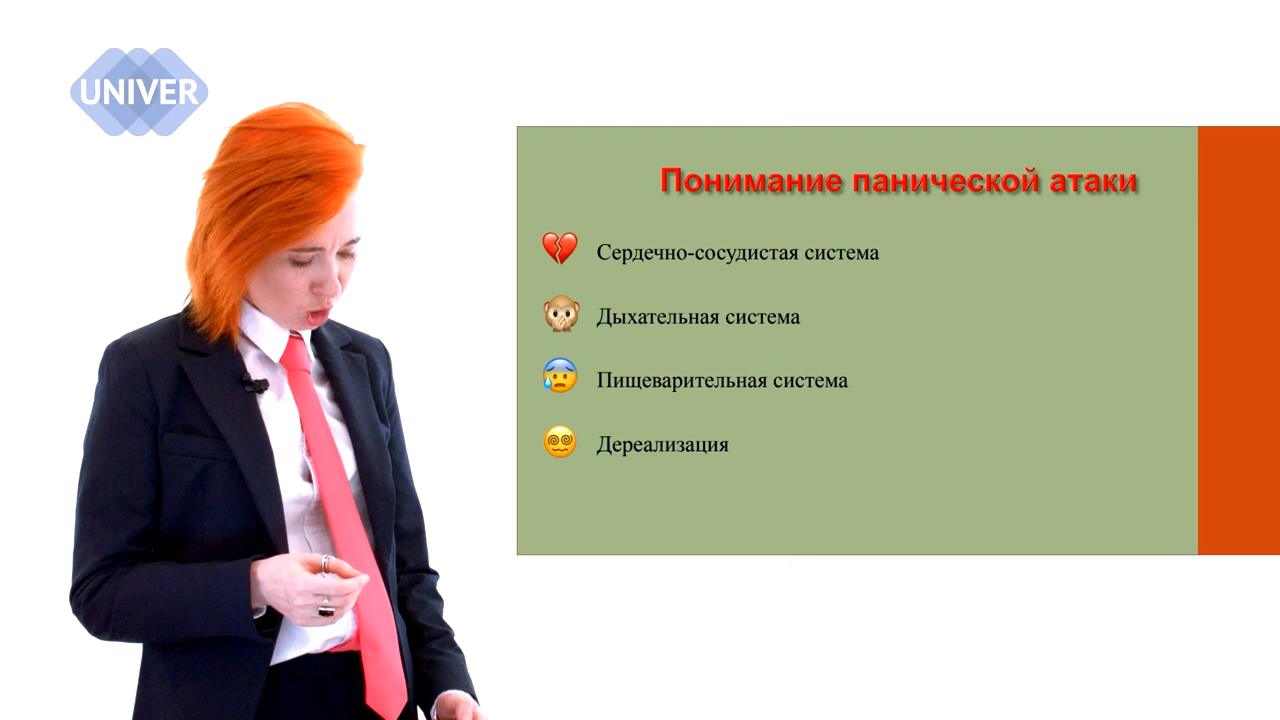 UNIVER
Понимание панической атаки
Сердечно-сосудистая система
Дыхательная система
Пищеварительная система
Дереализация